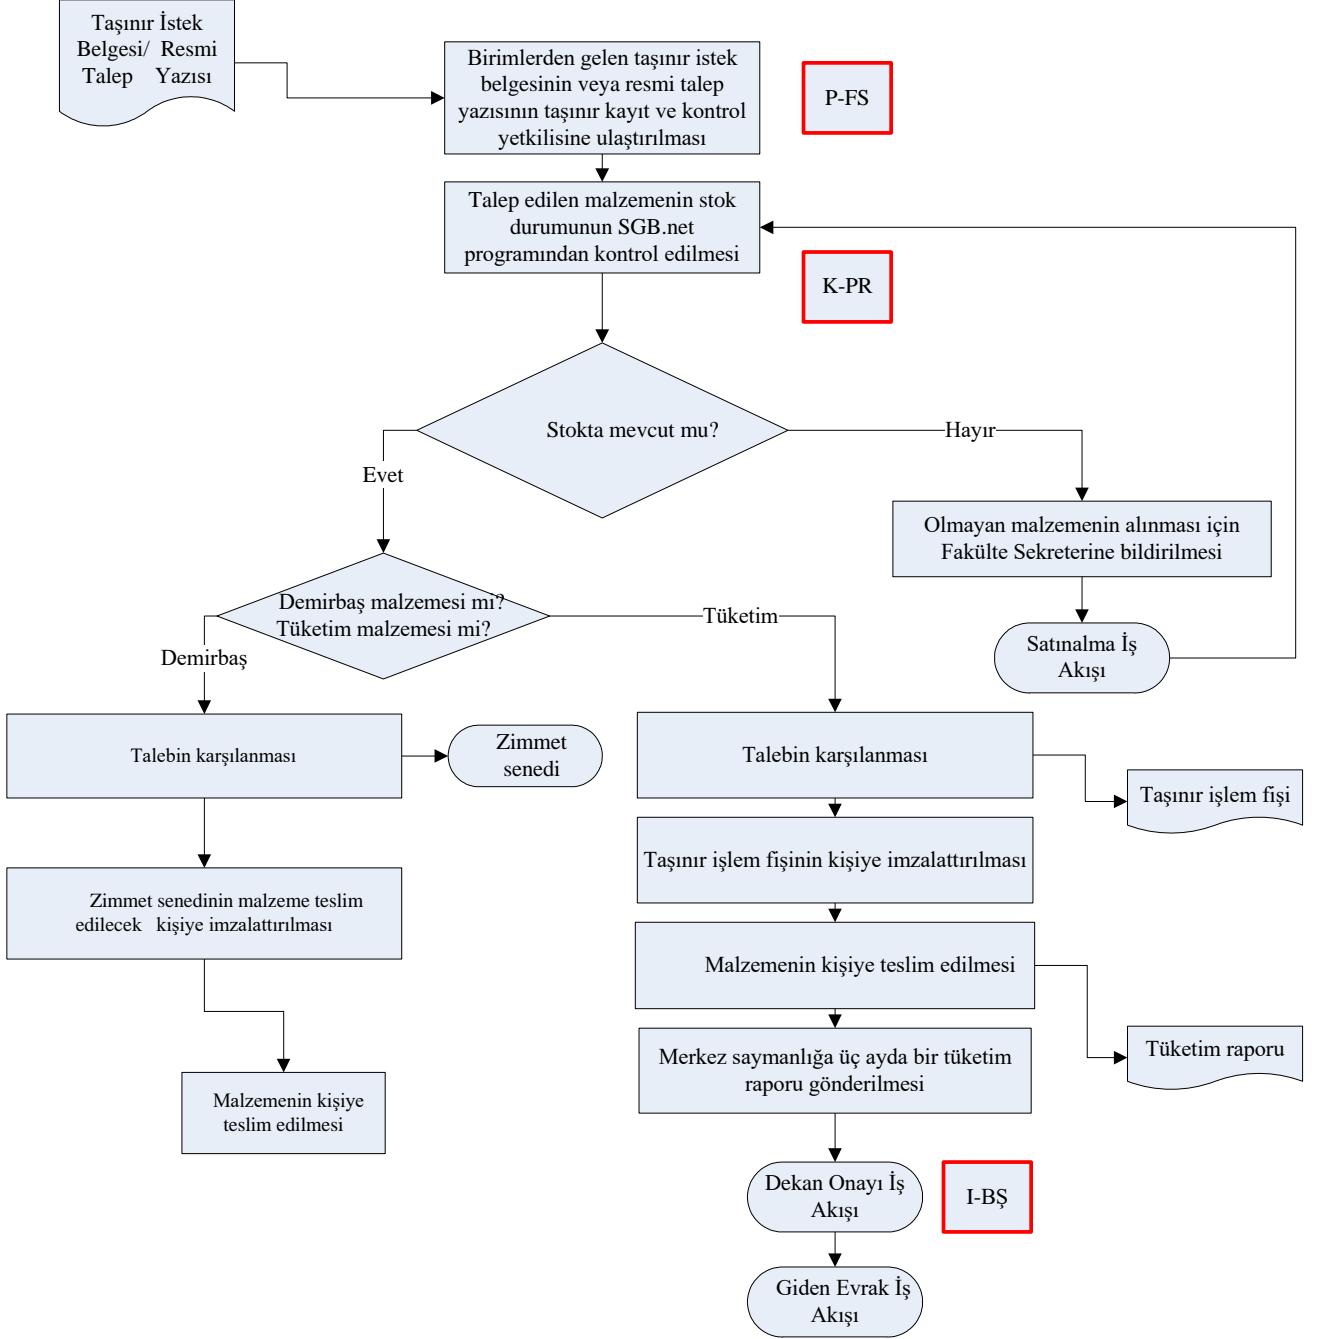 Taşınır İstek
Belgesi/ Resmi
Talep Yazısı
Birimlerden gelen taşınır istek
belgesinin veya resmi talep
yazısının taşınır kayıt ve kontrol
yetkilisine ulaştırılması
P-FS
Talep edilen malzemenin stok
durumunun SGB.net
programından kontrol edilmesi
K-PR
Stokta mevcut mu?
Hayır
Evet
Olmayan malzemenin alınması için
Fakülte Sekreterine bildirilmesi
Demirbaş malzemesi mi?
Tüketim malzemesi mi?
Tüketim
Demirbaş
Satınalma İş
Akışı
Talebin karşılanması
Zimmet
senedi
Talebin karşılanması
Taşınır işlem fişi
Taşınır işlem fişinin kişiye imzalattırılması
Zimmet senedinin malzeme teslim
edilecek kişiye imzalattırılması
Malzemenin kişiye teslim edilmesi
Merkez saymanlığa üç ayda bir tüketim
raporu gönderilmesi
Tüketim raporu
Malzemenin kişiye
teslim edilmesi
Dekan Onayı İş
Akışı
I-BŞ
Giden Evrak İş
Akışı